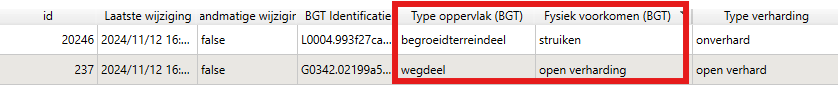 id Laatste wijziging andmatige wijzigir BGT Identificatie Type oppervlak (BGT) Fysiek voorkomen (BGT) Type verharding
20246 2024/11/12 16:... false L0004.993f27ca... begroeidterreindeel struiken onverhard
237 2024/11/12 16:... false G0342.02199a5... wegdeel open verharding open verhard